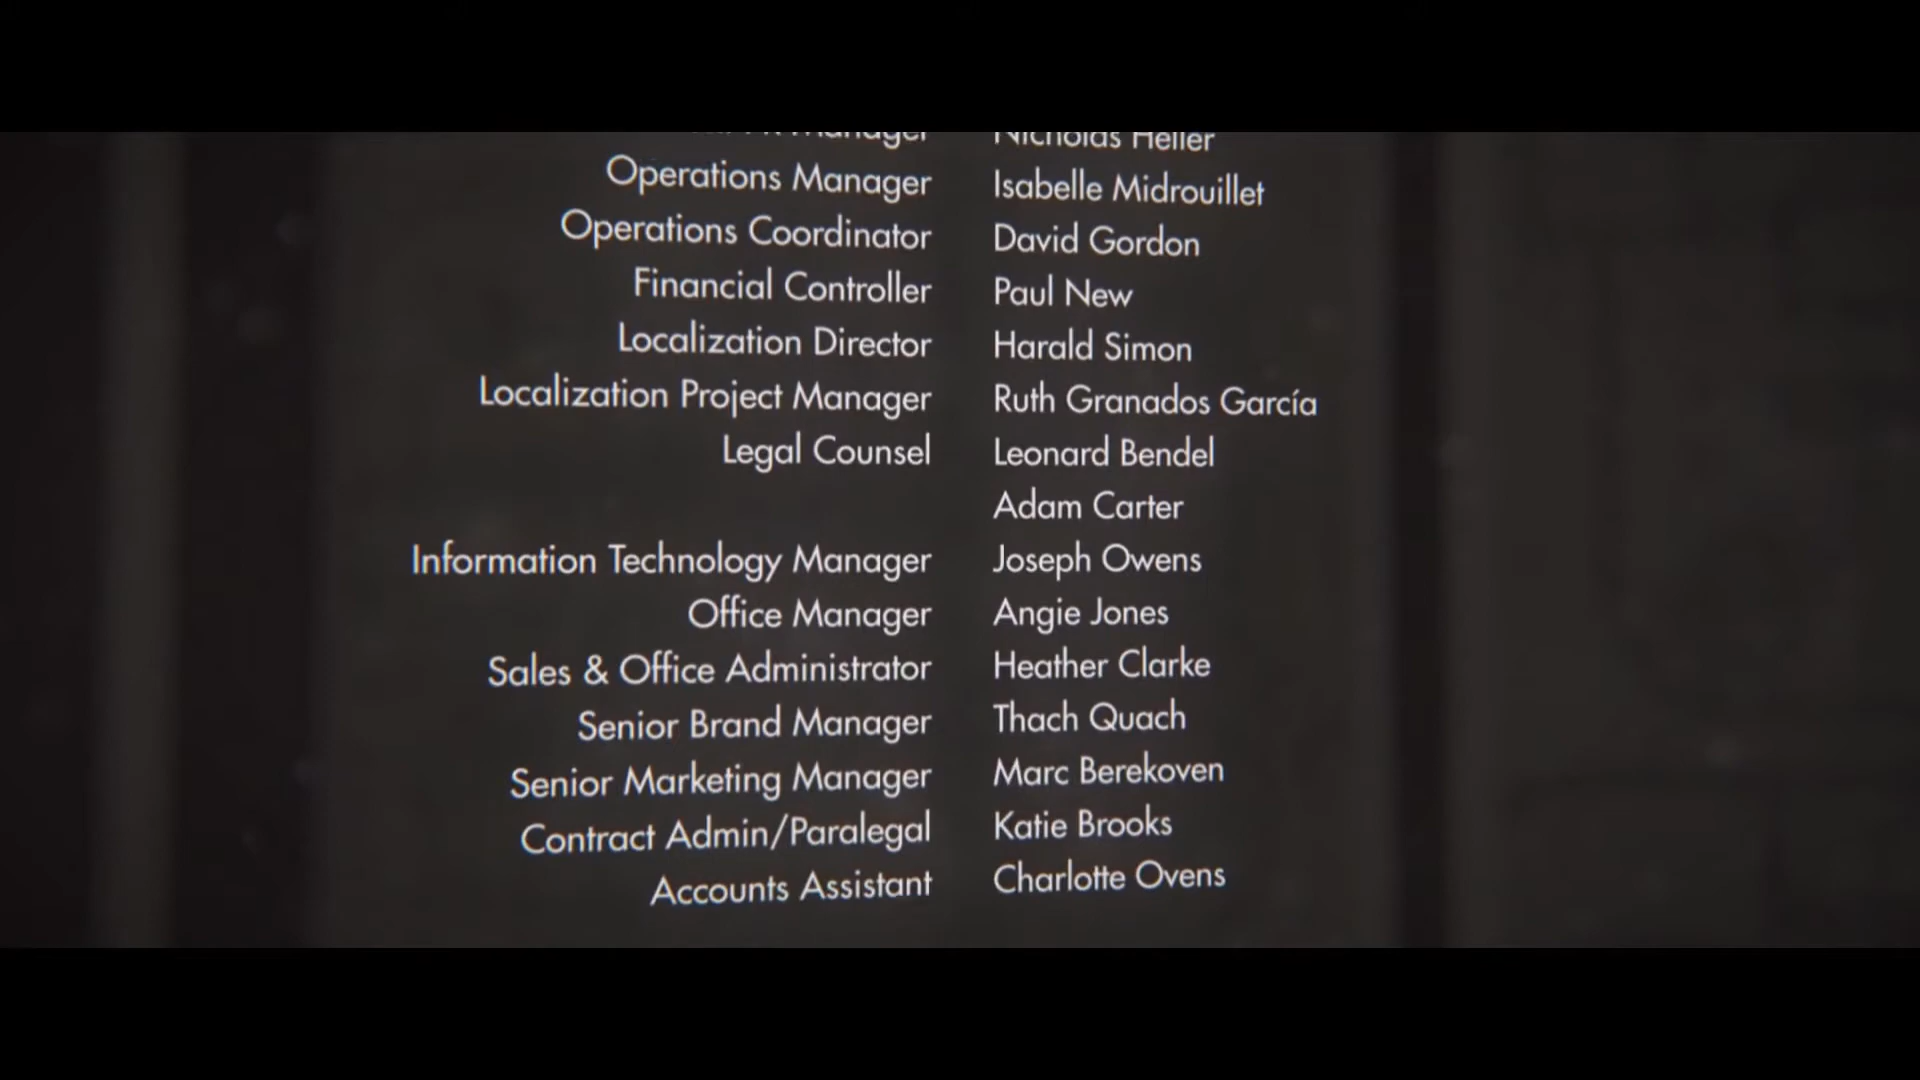 Manager Nicholas Heller
Operations Manager Isabelle Midrouillet
Operations Coordinator David Gordon
Financial Controller Paul New
Localization Director Harald Simon
Localization Project Manager Ruth Granados García
Legal Counsel Leonard Bendel
Adam Carter
Information Technology Manager Joseph Owens
Office Manager Angie Jones
Sales & Office Administrator Heather Clarke
Senior Brand Manager Thach Quach
Senior Marketing Manager Marc Berekoven
Contract Admin/Paralegal Katie Brooks
Accounts Assistant Charlotte Ovens